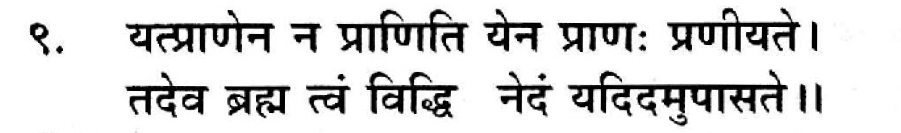 ९. यत्प्राणेन न प्राणिति येन प्राणः प्रणीयते।
तदेव ब्रह्म त्वं विद्धि नेदं यदिदमुपासते॥